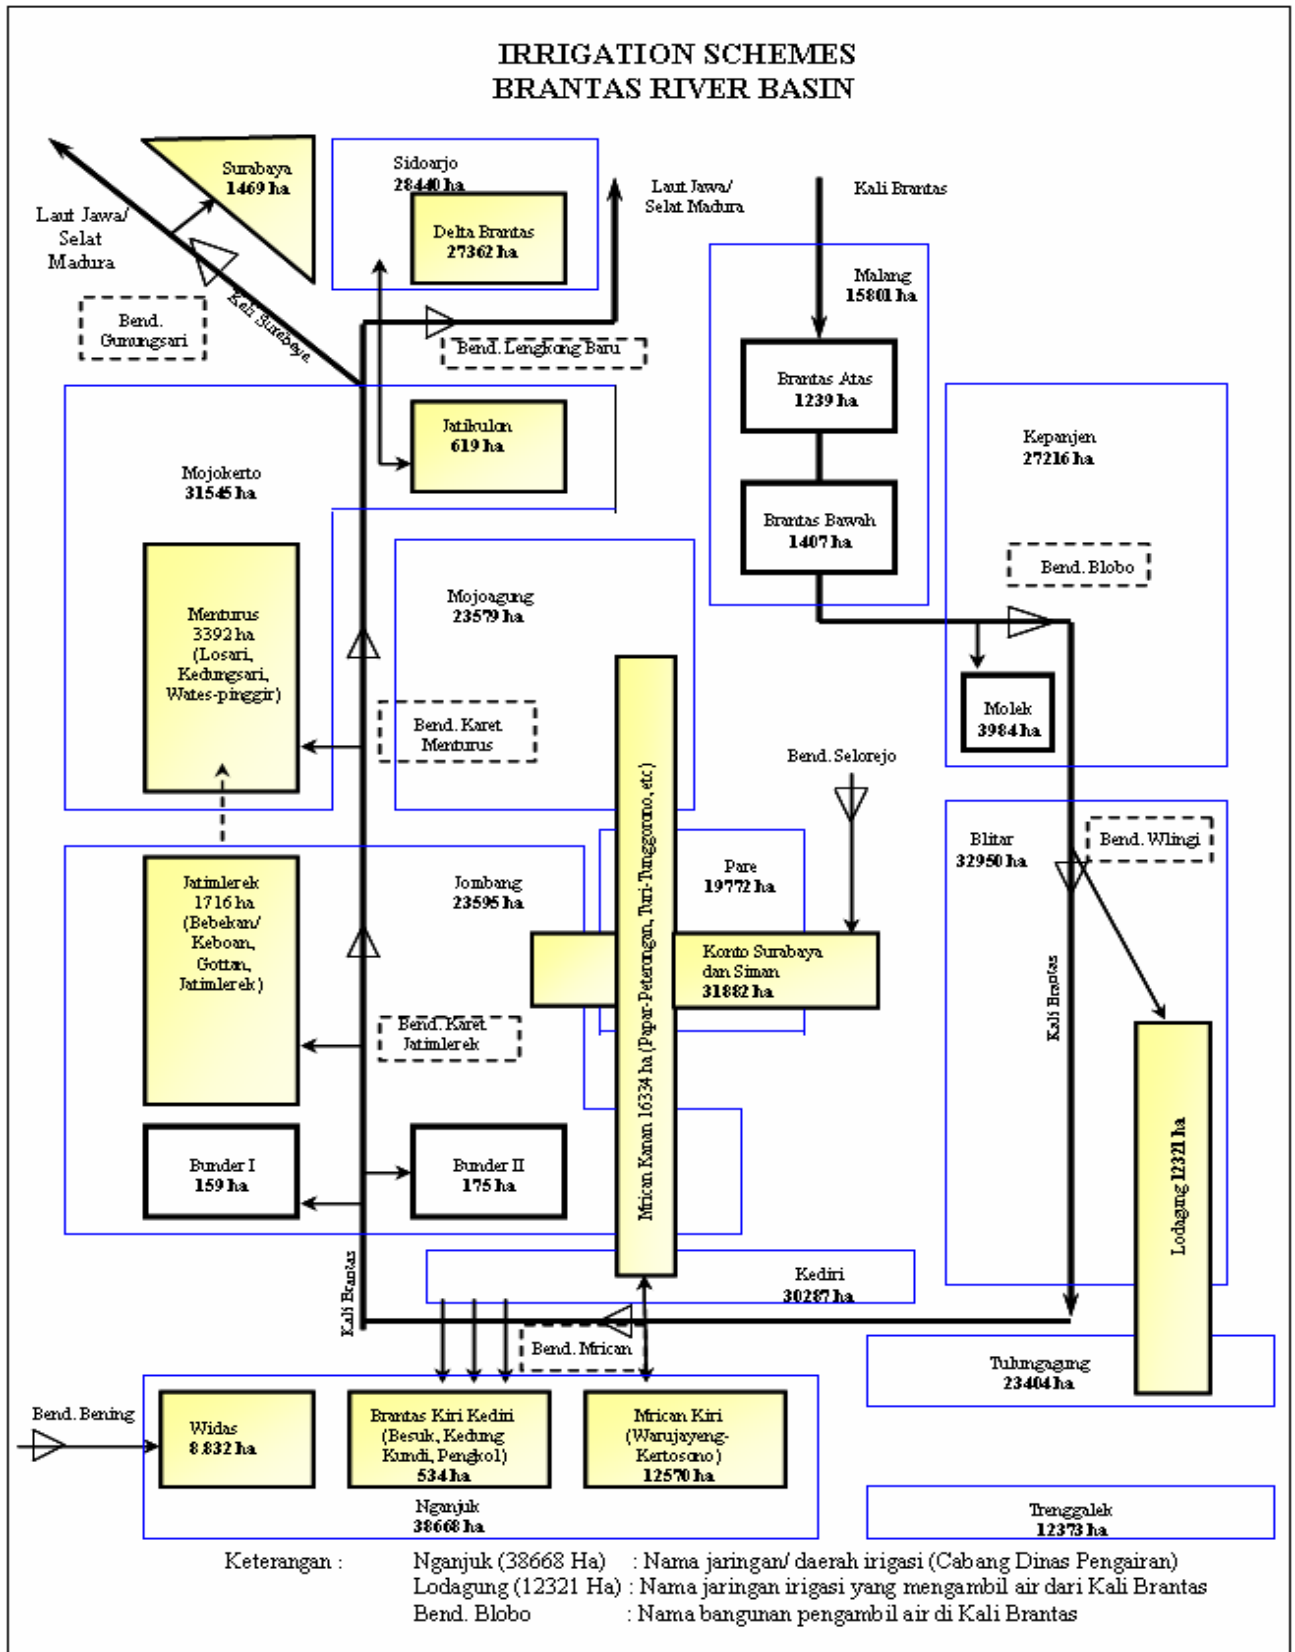 IRRIGATION SCHEMES
BRANTAS RIVER BASIN
Surabaya
1469 ha
Sidoarjo
28440 ha
Delta Brantas
27362 ha
Laut Jawa/
Selat Madura
Kali Brantas
Laut Jawa/
Selat
Madura
Bend.
Gunungsari
Kali Surabaya
Bend. Lengkong Baru
Malang
15801 ha
Brantas Atas
1239 ha
Brantas Bawah
1407 ha
Kepanjen
27216 ha
Bend. Blobo
Molek
3984 ha
Mojokerto
31545 ha
Jatikulon
619 ha
Menturus
3392 ha
(Losari,
Kedungsari,
Wates-pinggir)
Mojoagung
23579 ha
Bend. Karet
Menturus
Bend. Selorejo
Mrican Kanan 16334 ha (Papar-Peterongan, Turi-Tunggorono, etc)
Blitar
32950 ha
Bend. Wlingi
Jatimlerek
1716 ha
(Bebekan/
Keboan,
Gottan,
Jatimlerek)
Jombang
23595 ha
Pare
19772 ha
Konto Surabaya
dan Siman
31882 ha
Bend. Karet
Jatimlerek
Kali Brantas
Lodagung 12321 ha
Bunder I
159 ha
Bunder II
175 ha
Kali Brantas
Kediri
30287 ha
Bend. Mrican
Tulungagung
23404 ha
Bend. Bening
Widas
8.832 ha
Brantas Kiri Kediri
(Besuk, Kedung
Kundi, Pengkol)
534 ha
Mrican Kiri
(Warujayeng-
Kertosono)
12570 ha
Nganjuk
38668 ha
Trenggalek
12373 ha
Keterangan : Nganjuk (38668 Ha) : Nama jaringan/ daerah irigasi (Cabang Dinas Pengairan)
Lodagung (12321 Ha) : Nama jaringan irigasi yang mengambil air dari Kali Brantas
Bend. Blobo : Nama bangunan pengambil air di Kali Brantas